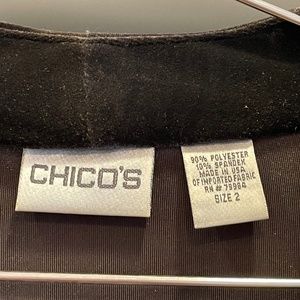 CHICO'S
90% POLYESTER
10% SPANDEX
MADE IN USA
OF IMPORTED FABRIC
RN # 79984
SIZE 2